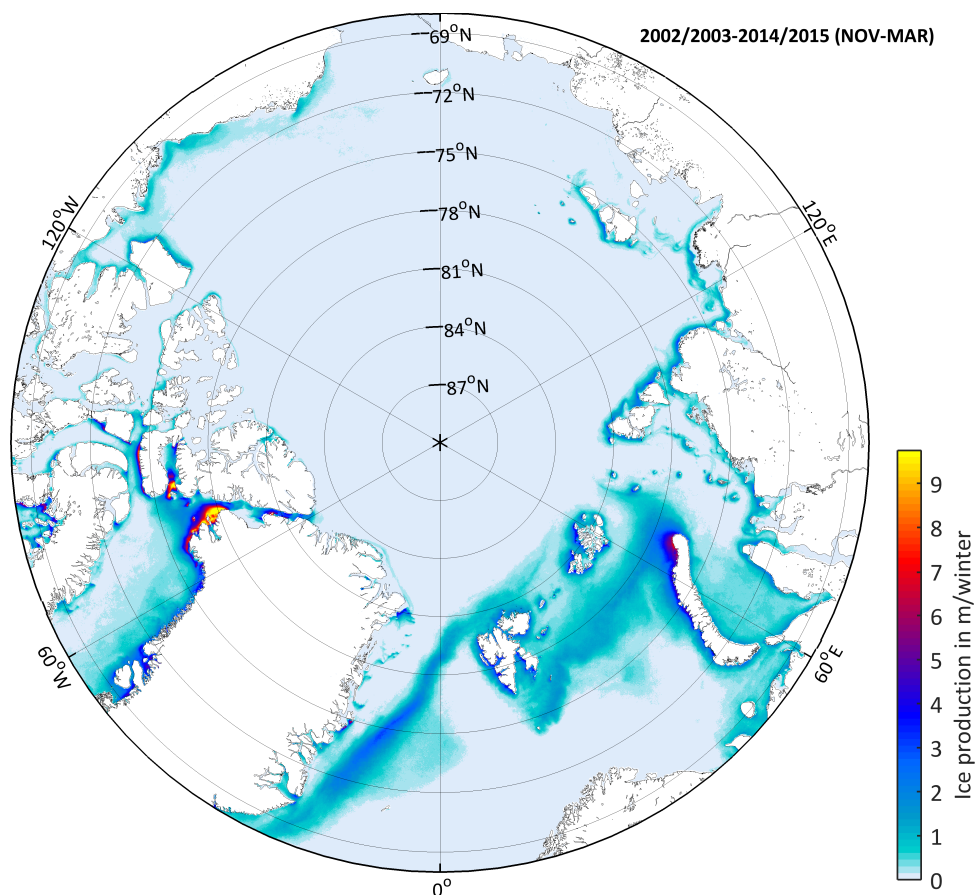 2002/2003-2014/2015 (NOV-MAR)
69°N
72°N
75°N
78°N
81°N
84°N
87°N
120°W
120°E
60°W
60°E
0°
9
8
7
6
5
4
3
2
1
0
Ice production in m/winter